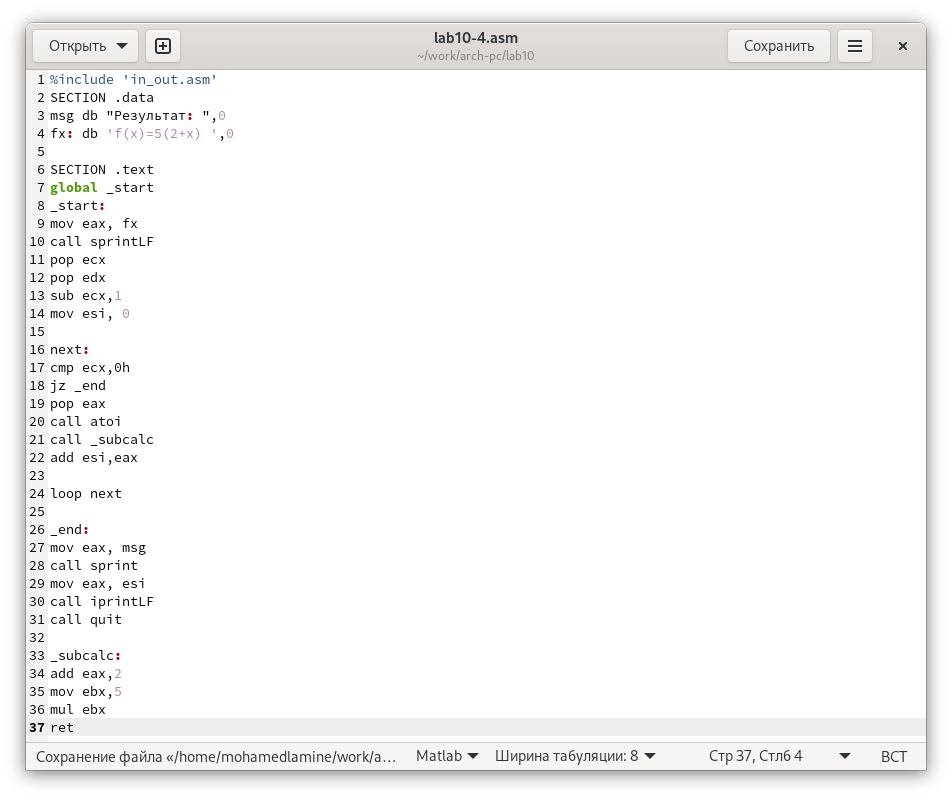 Открыть
lab10-4.asm
~/work/arch-pc/lab10
Сохранить
1 %include 'in_out.asm'
2 SECTION .data
3 msg db "Результат: ",0
4 fx: db 'f(x)=5(2+x) ',0
5
6 SECTION .text
7 global _start
8 _start:
9 mov eax, fx
10 call sprintLF
11 pop ecx
12 pop edx
13 sub ecx,1
14 mov esi, 0
15
16 next:
17 cmp ecx,0h
18 jz _end
19 pop eax
20 call atoi
21 call _subcalc
22 add esi,eax
23
24 loop next
25
26 _end:
27 mov eax, msg
28 call sprint
29 mov eax, esi
30 call iprintLF
31 call quit
32
33 _subcalc:
34 add eax,2
35 mov ebx,5
36 mul ebx
37 ret
Сохранение файла «/home/mohamedlamine/work/a... Matlab Ширина табуляции: 8 Стр 37, Стлб 4 ВСТ